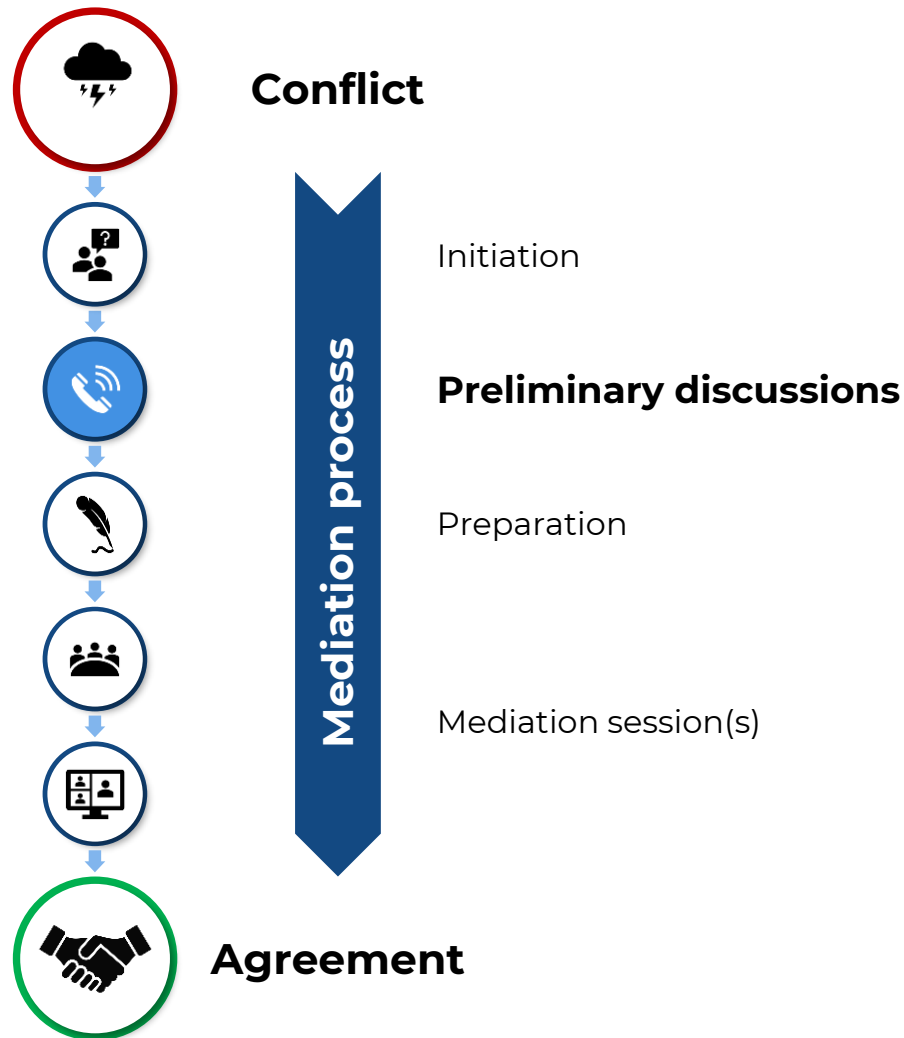 Conflict
?
Initiation
Mediation process
Preliminary discussions
Preparation
Mediation session(s)
Agreement